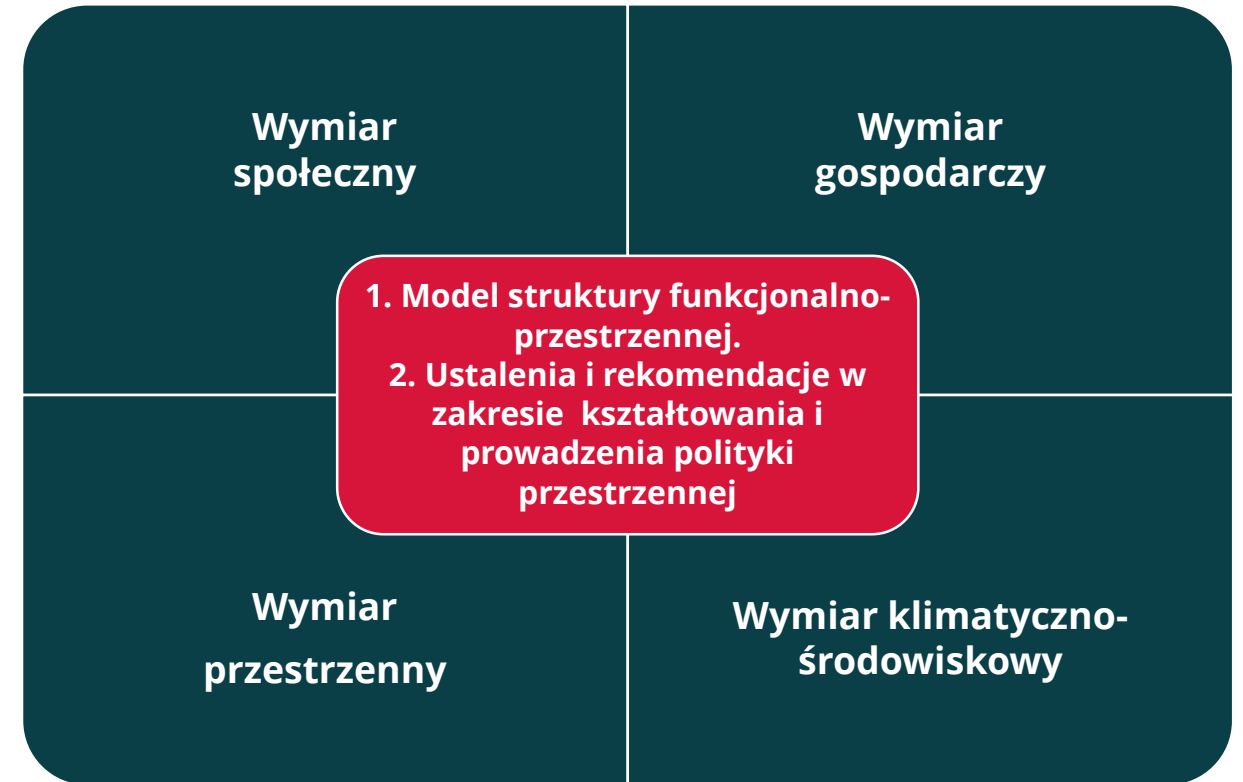 Wymiar
społeczny
Wymiar
gospodarczy
1. Model struktury funkcjonalno-
przestrzennej.
2. Ustalenia i rekomendacje w
zakresie  kształtowania i
prowadzenia polityki
przestrzennej
Wymiar
przestrzenny
Wymiar klimatyczno-
środowiskowy